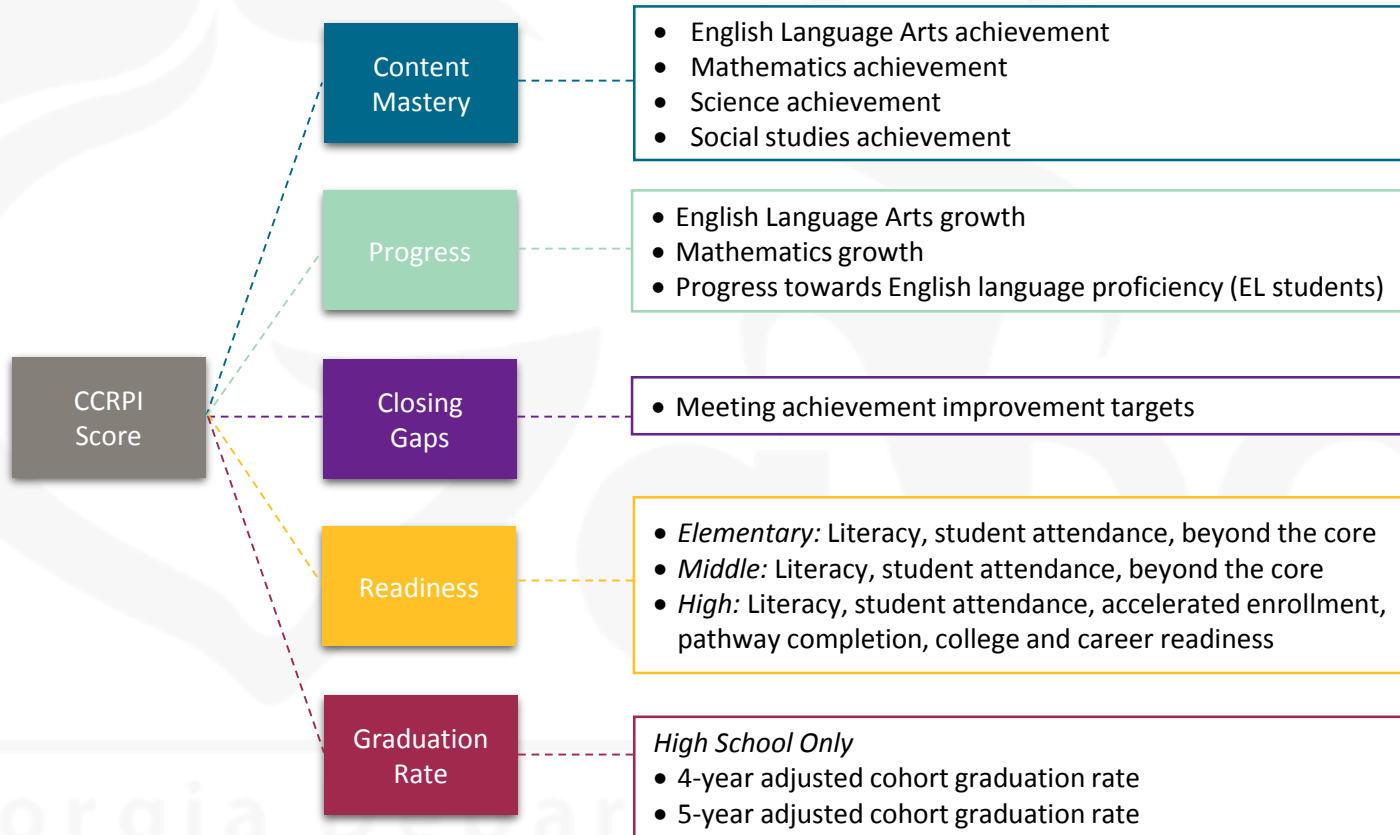 CCRPI
Score
Content
Mastery
• English Language Arts achievement
• Mathematics achievement
• Science achievement
• Social studies achievement
Progress
• English Language Arts growth
• Mathematics growth
• Progress towards English language proficiency (EL students)
Closing
Gaps
• Meeting achievement improvement targets
Readiness
• Elementary: Literacy, student attendance, beyond the core
• Middle: Literacy, student attendance, beyond the core
• High: Literacy, student attendance, accelerated enrollment,
pathway completion, college and career readiness
Graduation
Rate
High School Only
• 4-year adjusted cohort graduation rate
• 5-year adjusted cohort graduation rate